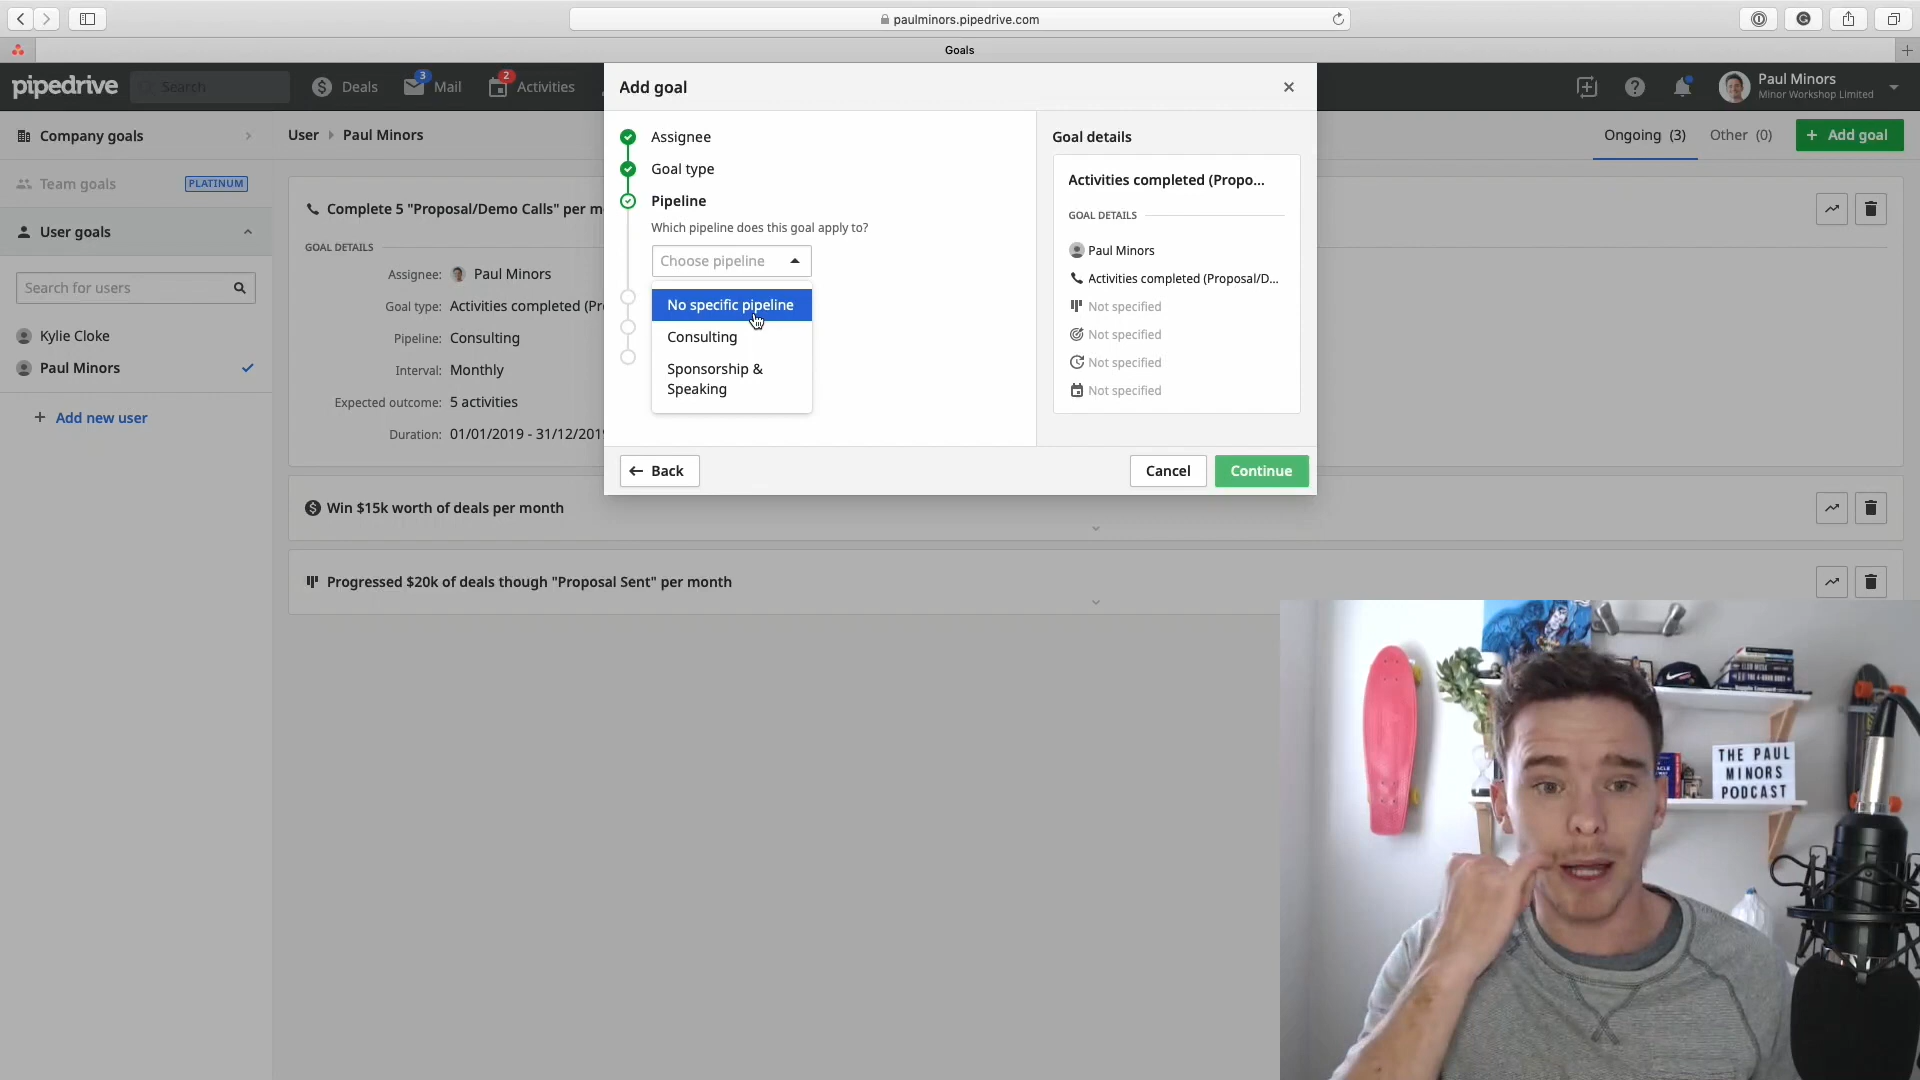 paulminors.pipedrive.com
Goals
pipedrive
Search
Deals
3
Mail
2
Activities
Paul Minors
Minor Workshop Limited
Company goals
Team goals
PLATINUM
User goals
Search for users
Kylie Cloke
Paul Minors
+ Add new user
User
Paul Minors
Ongoing (3)
Other (0)
+ Add goal
Complete 5 "Proposal/Demo Calls" per m
GOAL DETAILS
Assignee: Paul Minors
Goal type: Activities completed (Pr
Pipeline: Consulting
Interval: Monthly
Expected outcome: 5 activities
Duration: 01/01/2019 - 31/12/201
Win $15k worth of deals per month
Progressed $20k of deals though "Proposal Sent" per month
Add goal
Assignee
Goal type
Pipeline
Which pipeline does this goal apply to?
Choose pipeline
No specific pipeline
Consulting
Sponsorship &
Speaking
Goal details
Activities completed (Propo...
GOAL DETAILS
Paul Minors
Activities completed (Proposal/D...
Not specified
Not specified
Not specified
Not specified
Back
Cancel
Continue
THE PAUL
MINORS
PODCAST